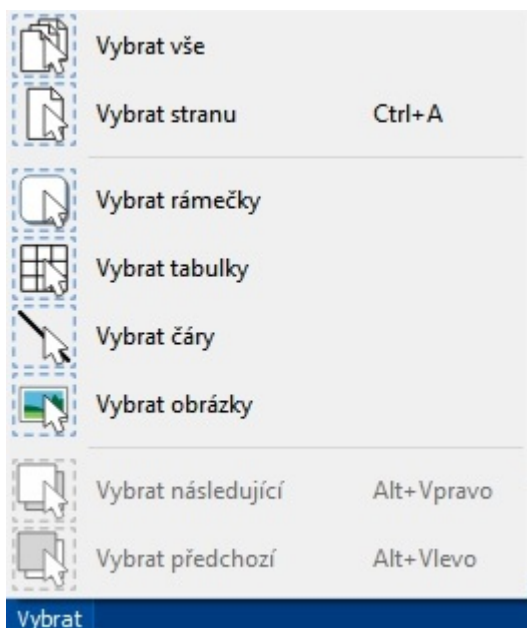 Vybrat vše
Vybrat stranu Ctrl+A
Vybrat rámečky
Vybrat tabulky
Vybrat čáry
Vybrat obrázky
Vybrat následující Alt+Vpravo
Vybrat předchozí Alt+Vlevo
Vybrat